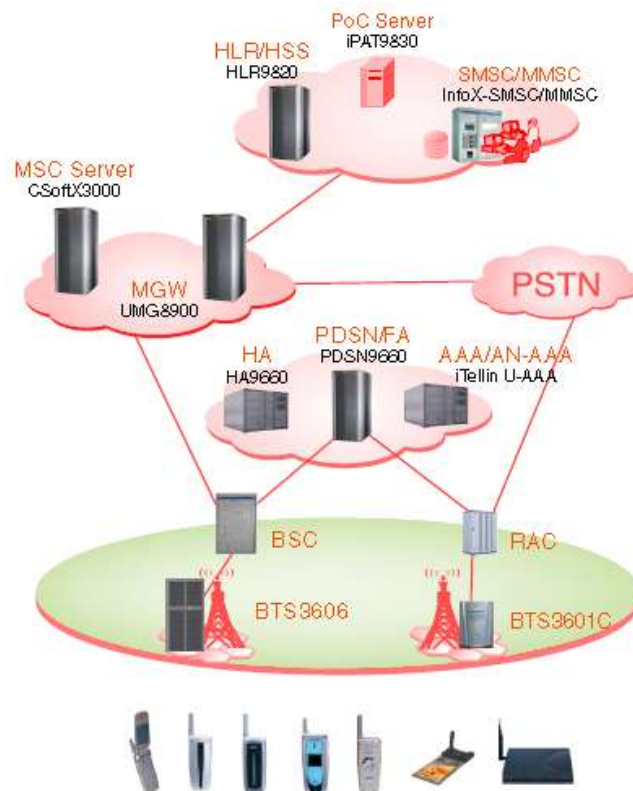 PoC Server
iPAT9830
HLR/HSS
HLR9820
SMSC/MMSC
InfoX-SMSC/MMSC
MSC Server
CSoftX3000
MGW
UMG8900
PSTN
PDSN/FA
PDSN9660
HA
HA9660
AAA/AN-AAA
iTellin U-AAA
BSC
RAC
BTS3606
BTS3601C